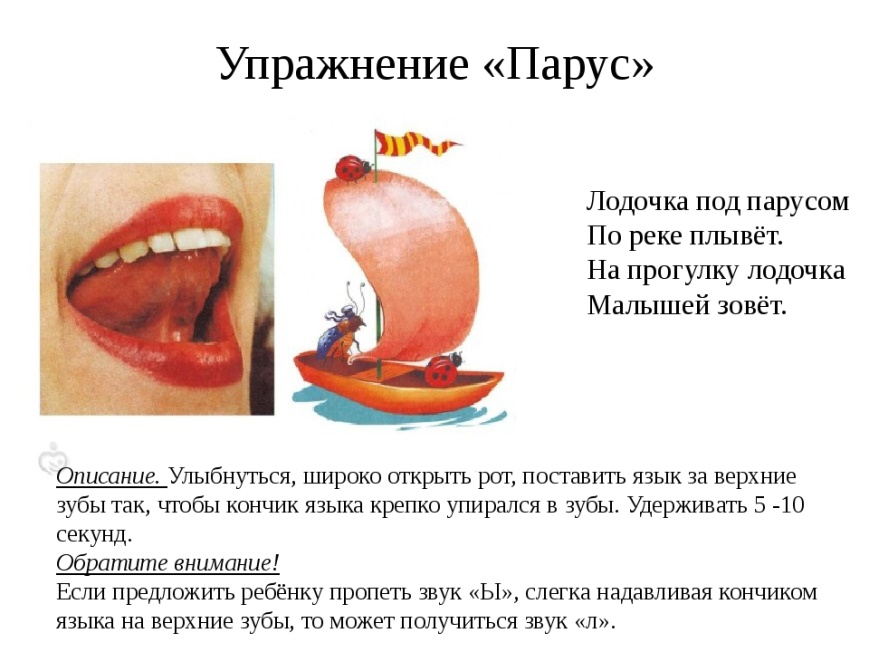 Упражнение «Парус»
Лодочка под парусом
По реке плывёт.
На прогулку лодочка
Малышей зовёт.
Описание. Улыбнуться, широко открыть рот, поставить язык за верхние
зубы так, чтобы кончик языка крепко упирался в зубы. Удерживать 5 -10
секунд.
Обратите внимание!
Если предложить ребёнку пропеть звук «Ы», слегка надавливая кончиком
языка на верхние зубы, то может получиться звук «л».